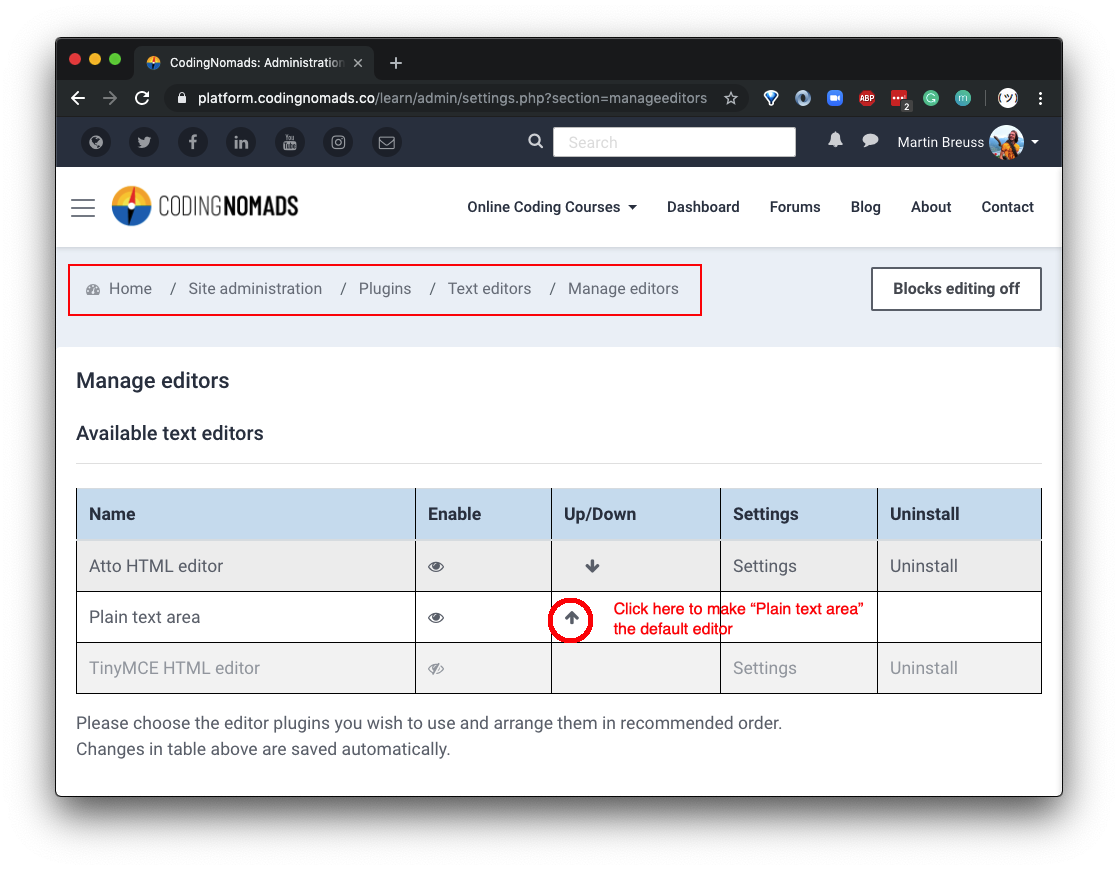 CodingNomads: Administration
platform.codingnomads.co/learn/admin/settings.php?section=manageeditors
ABP
2
G
m
You
Tube
Search
Martin Breuss
CODINGNOMADS
Online Coding Courses Dashboard Forums Blog About Contact
Home / Site administration / Plugins / Text editors / Manage editors
Blocks editing off
Manage editors
Available text editors
Name Enable Up/Down Settings Uninstall
Atto HTML editor Settings Uninstall
Plain text area
Click here to make “Plain text area”
the default editor
TinyMCE HTML editor Settings Uninstall
Please choose the editor plugins you wish to use and arrange them in recommended order.
Changes in table above are saved automatically.